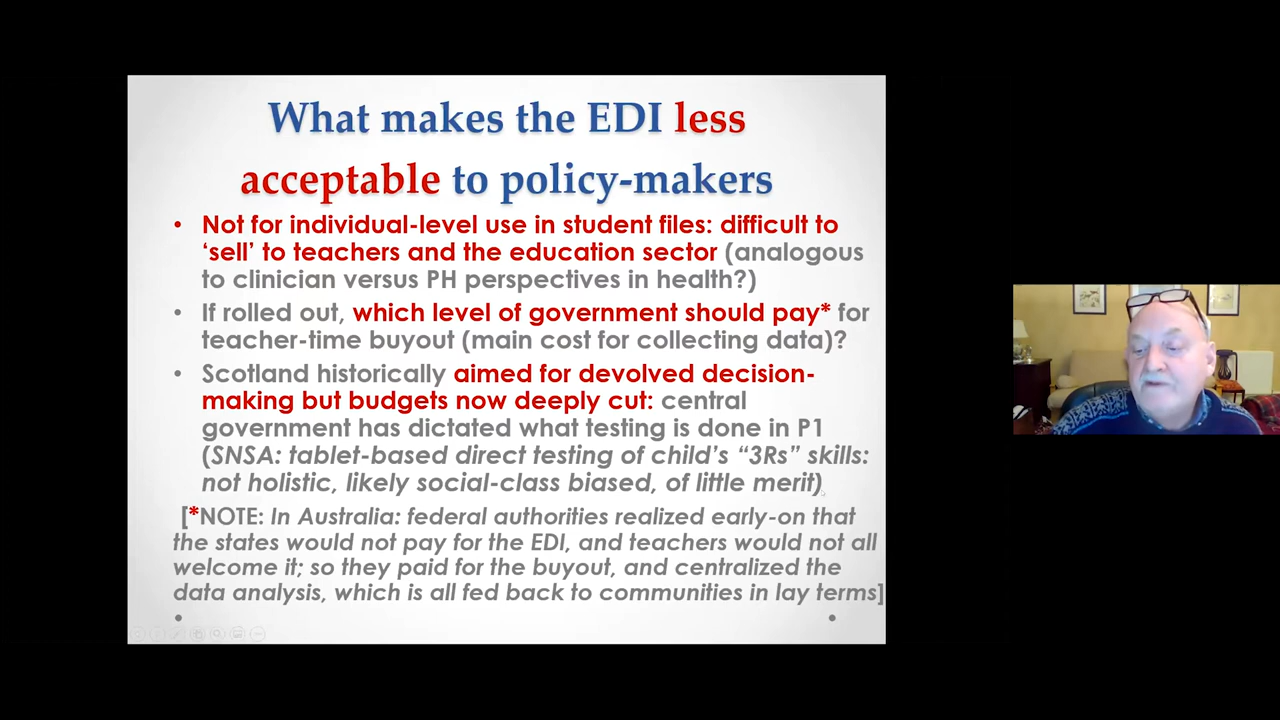 What makes the EDI less
acceptable to policy-makers
• Not for individual-level use in student files: difficult to
‘sell’ to teachers and the education sector (analogous
to clinician versus PH perspectives in health?)
• If rolled out, which level of government should pay* for
teacher-time buyout (main cost for collecting data)?
• Scotland historically aimed for devolved decision-
making but budgets now deeply cut: central
government has dictated what testing is done in P1
(SNSA: tablet-based direct testing of child’s “3Rs” skills:
not holistic, likely social-class biased, of little merit)
[*NOTE: In Australia: federal authorities realized early-on that
the states would not pay for the EDI, and teachers would not all
welcome it; so they paid for the buyout, and centralized the
data analysis, which is all fed back to communities in lay terms]